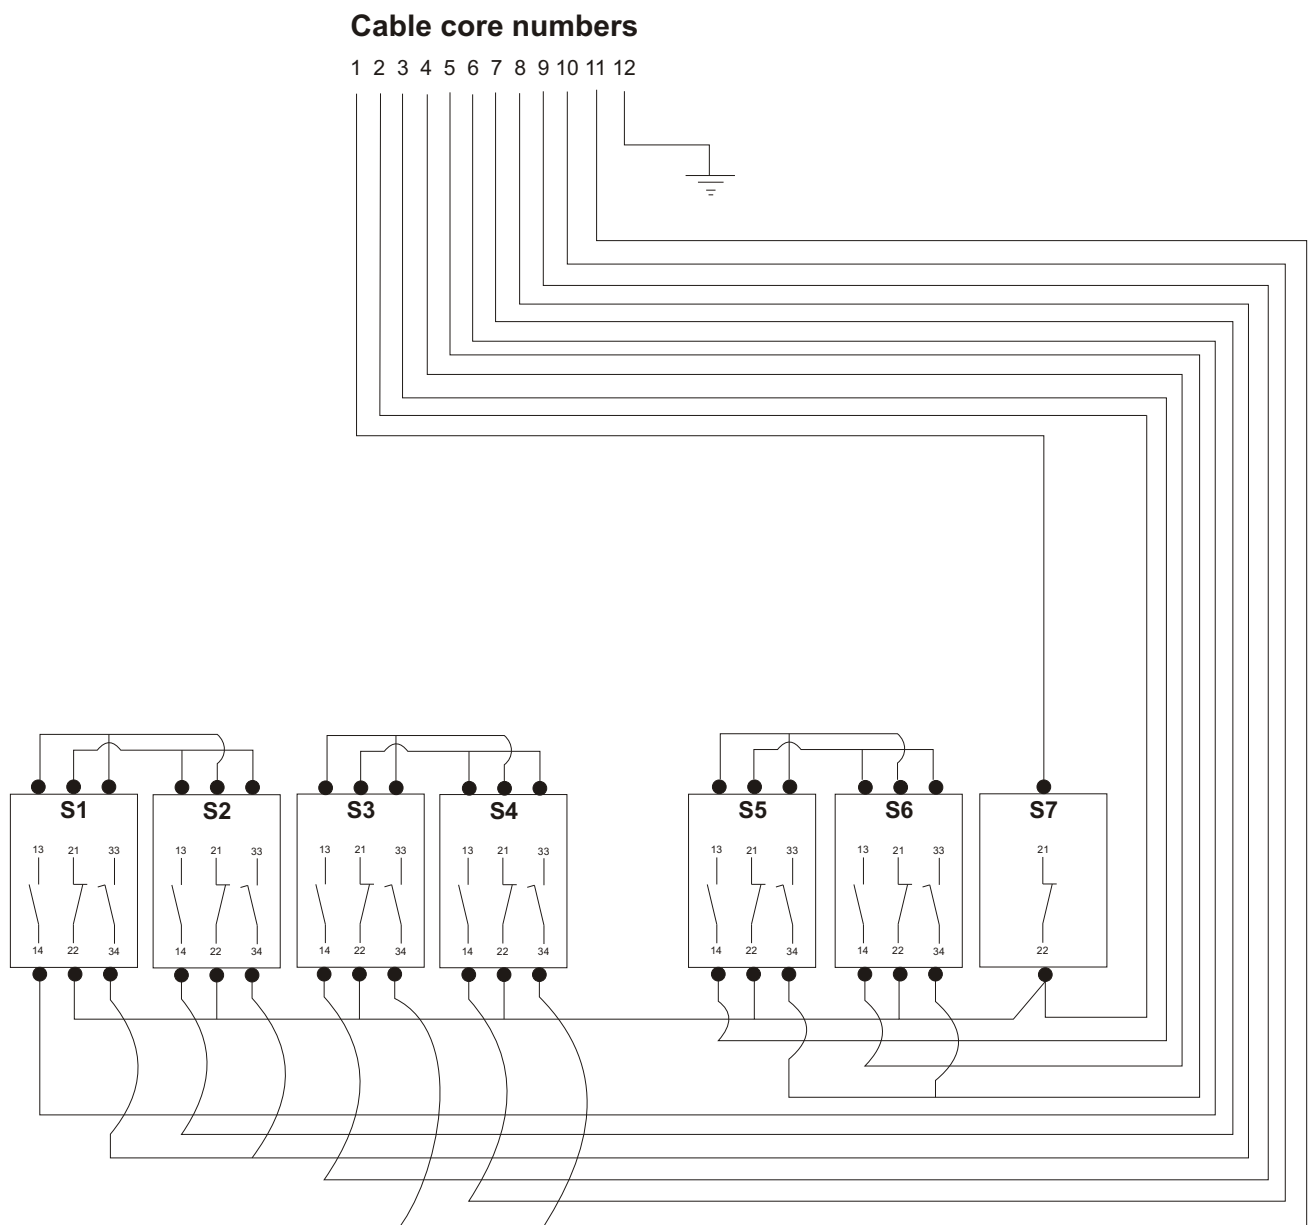 Cable core numbers
1 2 3 4 5 6 7 8 9 10 11 12
S1 S2 S3 S4 S5 S6 S7
13 21 33 13 21 33 13 21 33 13 21 33 13 21 33 13 21 33 21
14 22 34 14 22 34 14 22 34 14 22 34 14 22 34 14 22 34 22